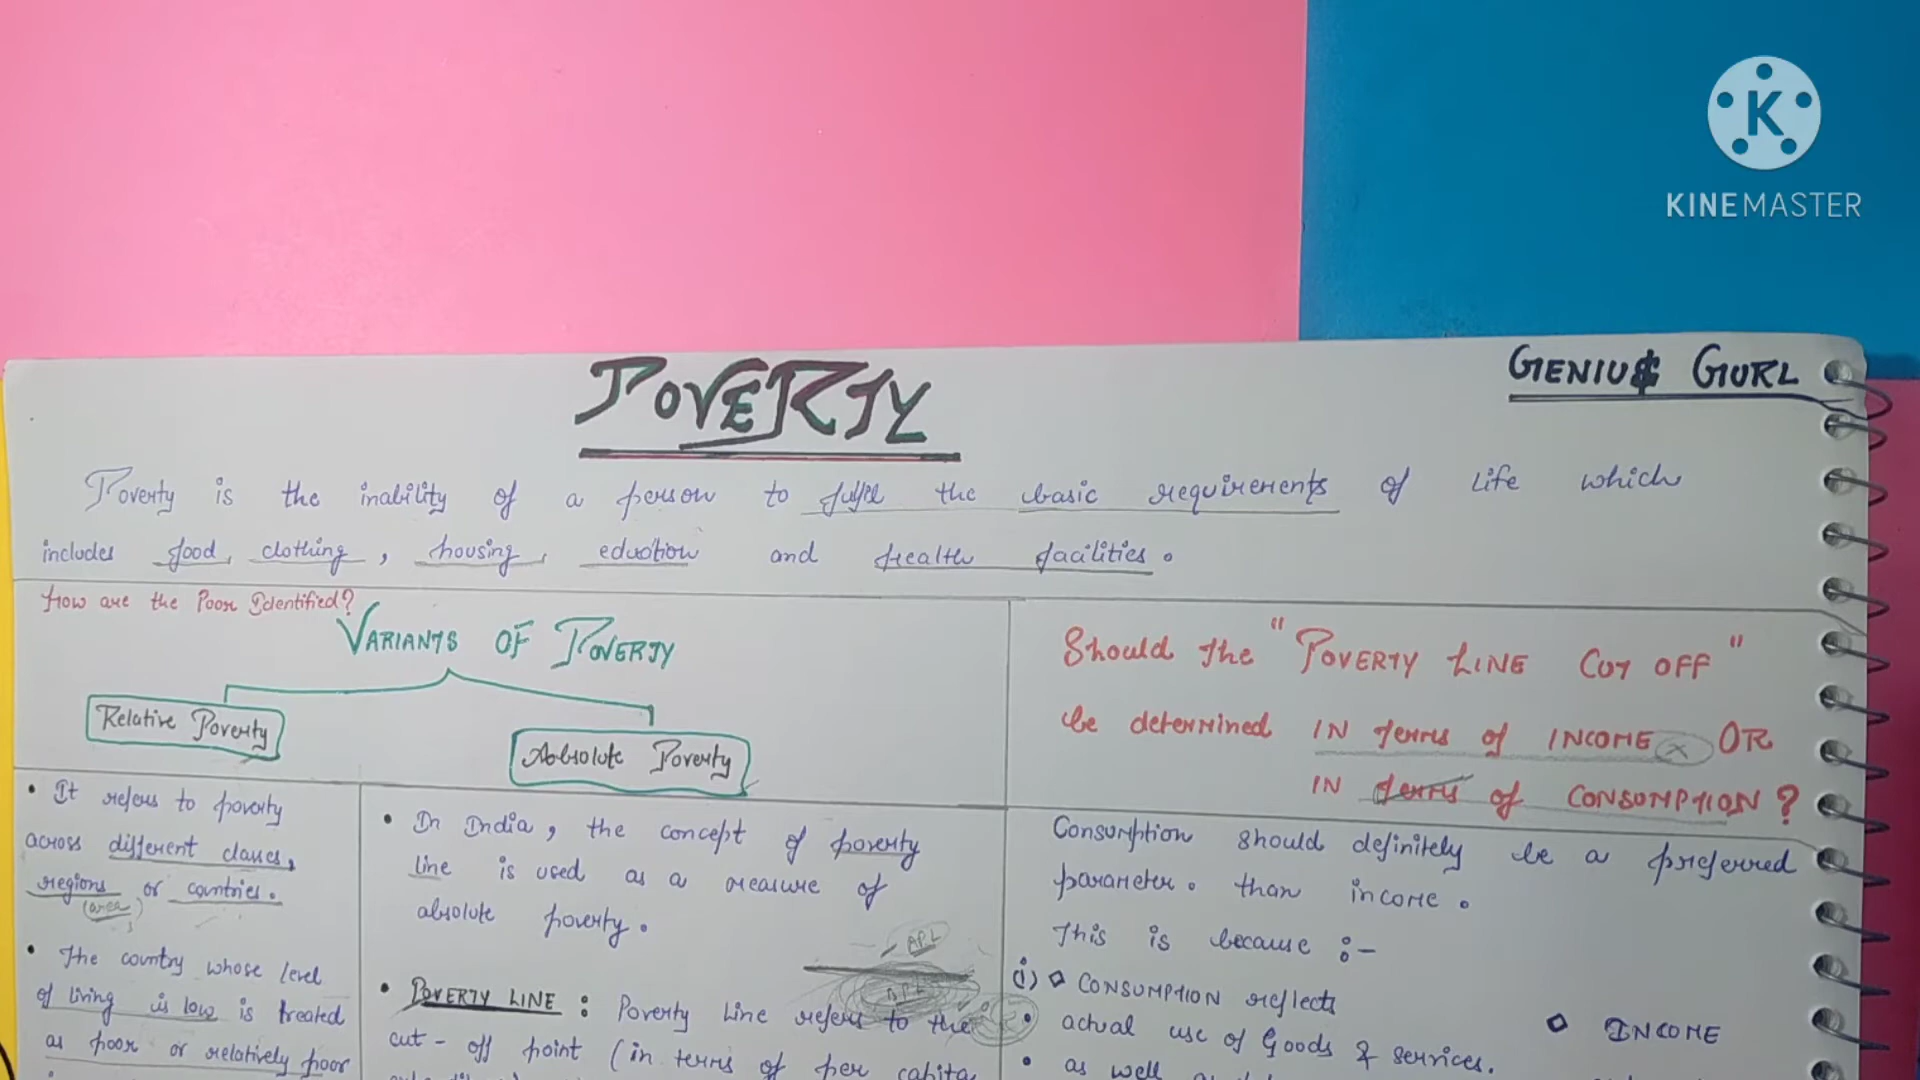 K
KINEMASTER
POVERTY
GENIU$ GURL
Poverty is the inability of a person to fulfil the basic requirements of life which
includes food, clothing, housing, eduction and health facilities.
How are the Poor Identified?
VARIANTS OF POVERTY
Relative Poverty
Absolute Poverty
• It refers to poverty
across different classes,
regions or countries.
(area)
• The country whose level
of living is low is treated
as poor or relatively poor
• In India, the concept of poverty
line is used as a measure of
absolute poverty.
APL
BPL
• POVERTY LINE : Poverty Line refers to the
cut-off point (in terms of per capita
Should the "POVERTY LINE CUT OFF"
be determined IN terms of INCOME (x) OR
IN terms of CONSUMPTION?
Consumption should definitely be a preferred
parameter. than income.
This is because :-
(i) ◇ CONSUMPTION reflects
• actual use of Goods & services.
• as well
◇ INCOME